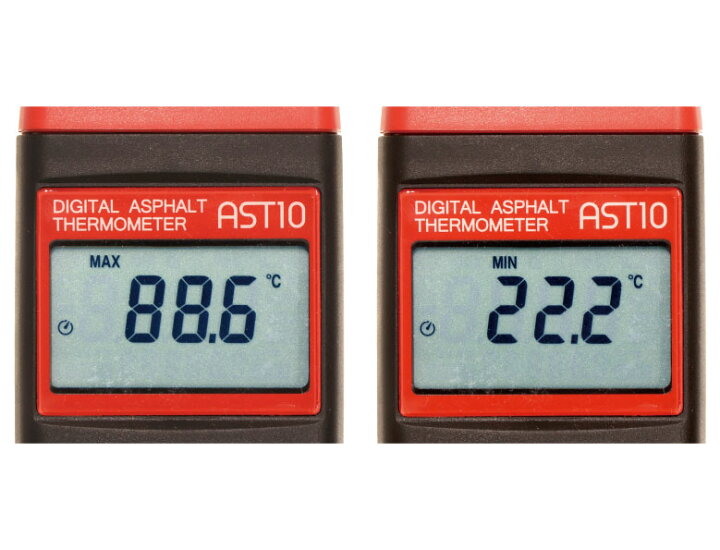 DIGITAL ASPHALT
THERMOMETER AST10
MAX
88.6 °C
DIGITAL ASPHALT
THERMOMETER AST10
MIN
22.2 °C